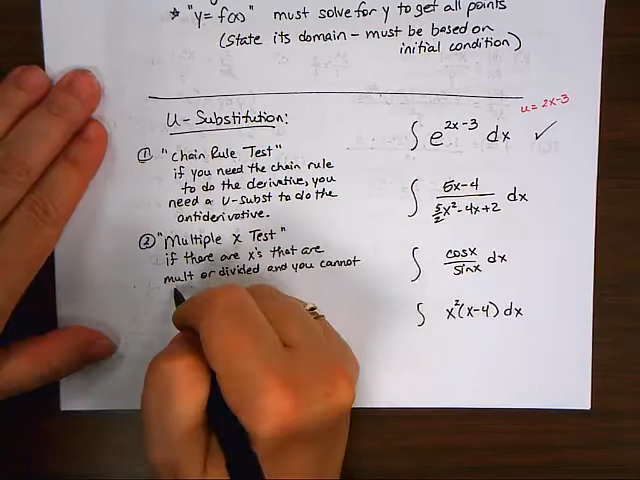 * "y = f(x)" must solve for y to get all points
(State its domain - must be based on
initial condition)
U-Substitution:
① "Chain Rule Test"
if you need the chain rule
to do the derivative, you
need a U-subst to do the
antiderivative.
② "Multiple x Test"
if there are x's that are
mult or divided and you cannot
u = 2x-3
∫ e^(2x-3) dx ✓
∫ (5x-4)/(5/2 x²-4x+2) dx
∫ cosx/sinx dx
∫ x²(x-4) dx